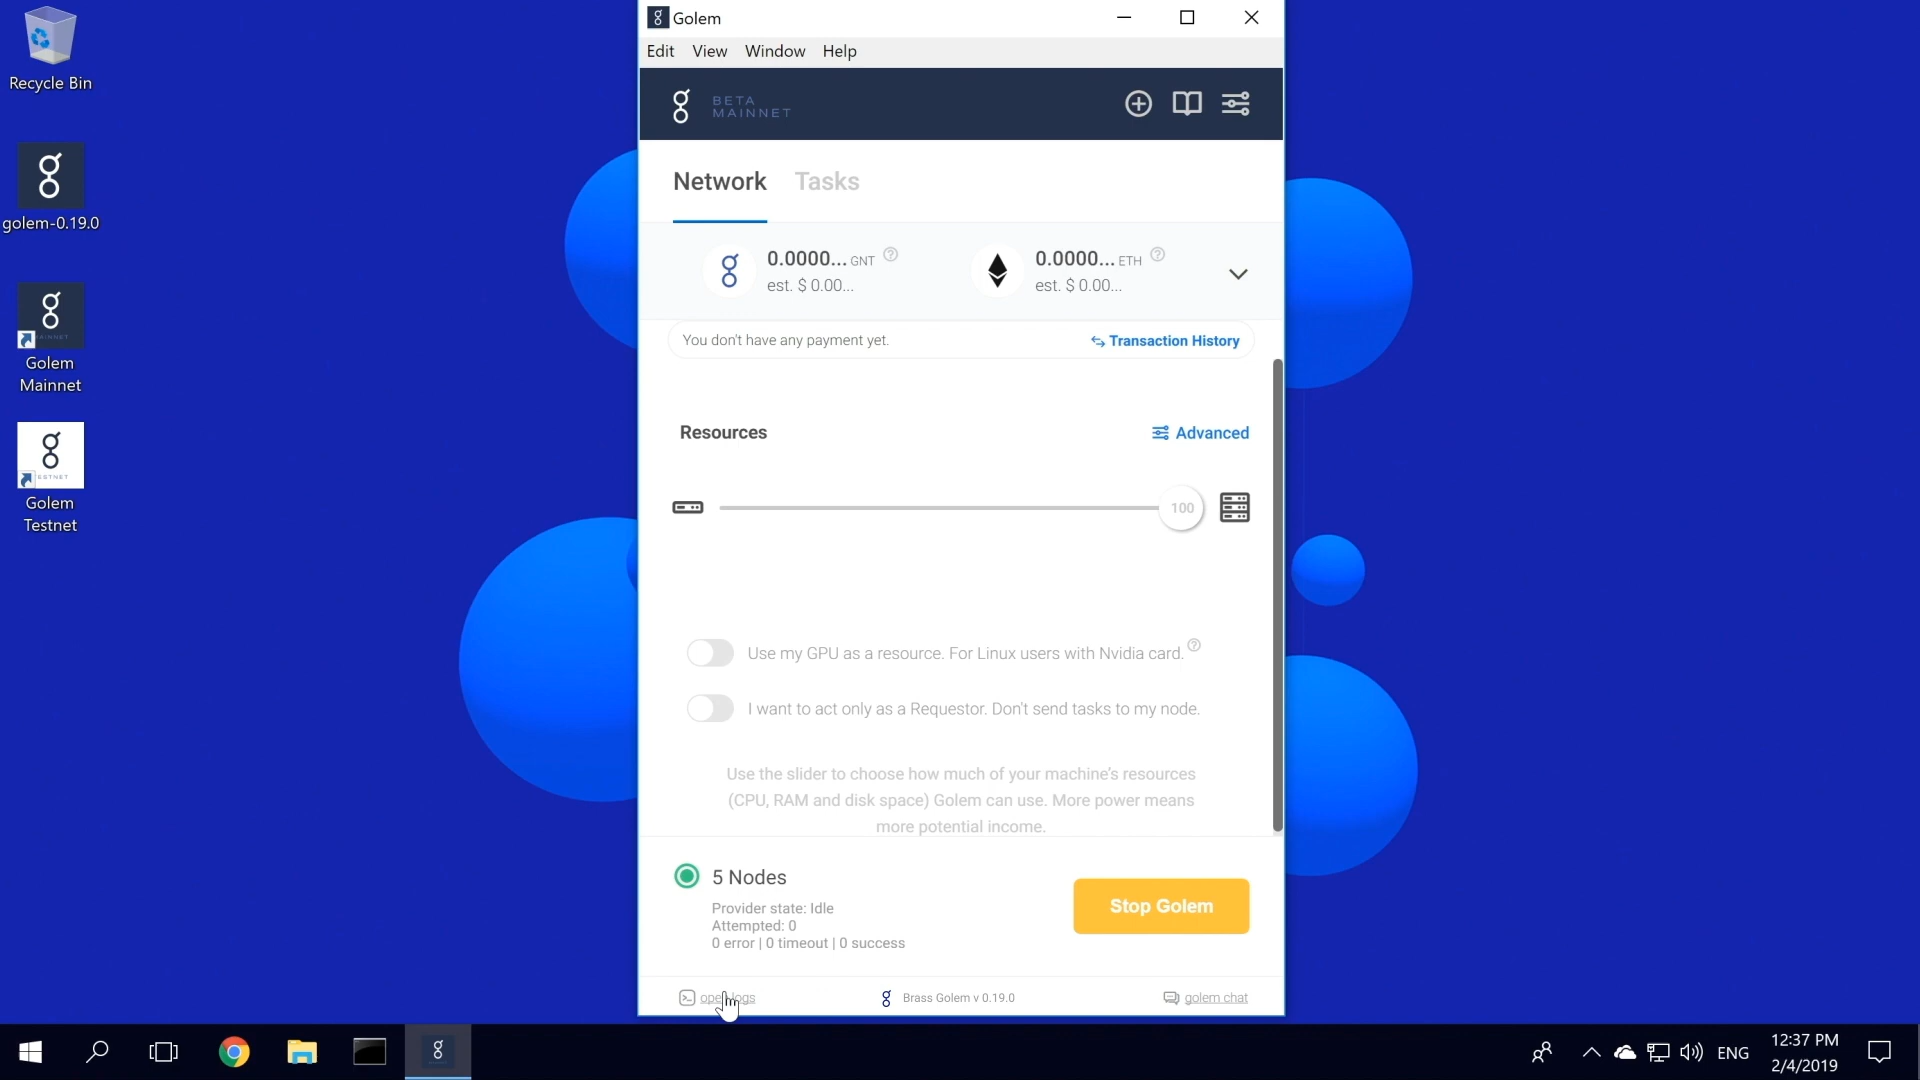 Recycle Bin
golem-0.19.0
Golem
Mainnet
Golem
Testnet
Golem
Edit View Window Help
BETA
MAINNET
Network Tasks
0.0000... GNT
est. $ 0.00...
0.0000... ETH
est. $ 0.00...
You don't have any payment yet.
Transaction History
Resources
Advanced
100
Use my GPU as a resource. For Linux users with Nvidia card.
I want to act only as a Requestor. Don't send tasks to my node.
Use the slider to choose how much of your machine's resources
(CPU, RAM and disk space) Golem can use. More power means
more potential income.
5 Nodes
Provider state: Idle
Attempted: 0
0 error | 0 timeout | 0 success
Stop Golem
open logs
Brass Golem v 0.19.0
golem chat
ENG
12:37 PM
2/4/2019